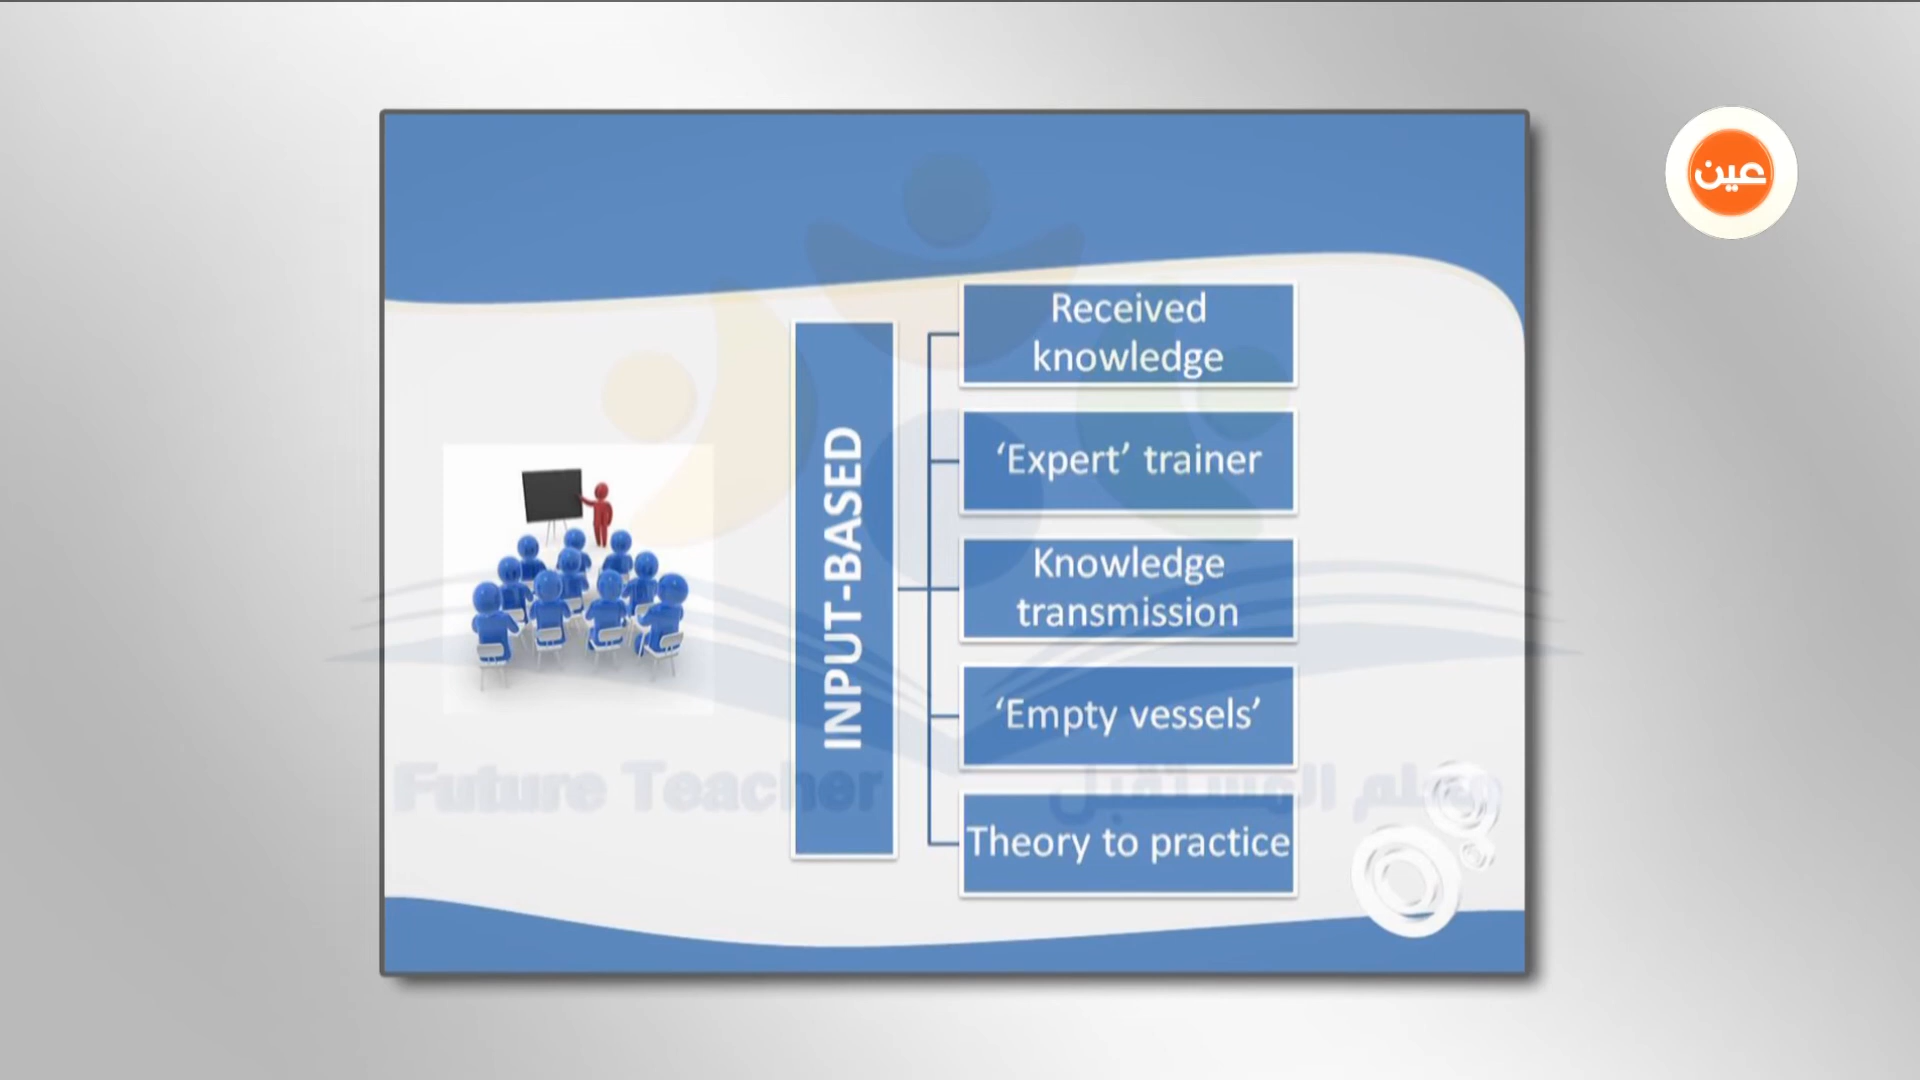 عين
INPUT-BASED
Received
knowledge
‘Expert’ trainer
Knowledge
transmission
‘Empty vessels’
Theory to practice
Future Teacher
معلم المستقبل